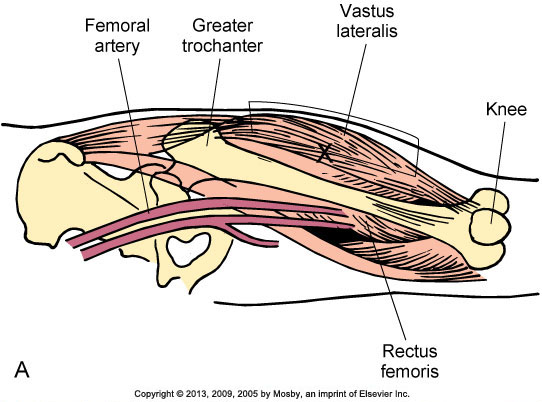 Femoral
artery
Greater
trochanter
Vastus
lateralis
Knee
X
Rectus
femoris
A
Copyright © 2013, 2009, 2005 by Mosby, an imprint of Elsevier Inc.